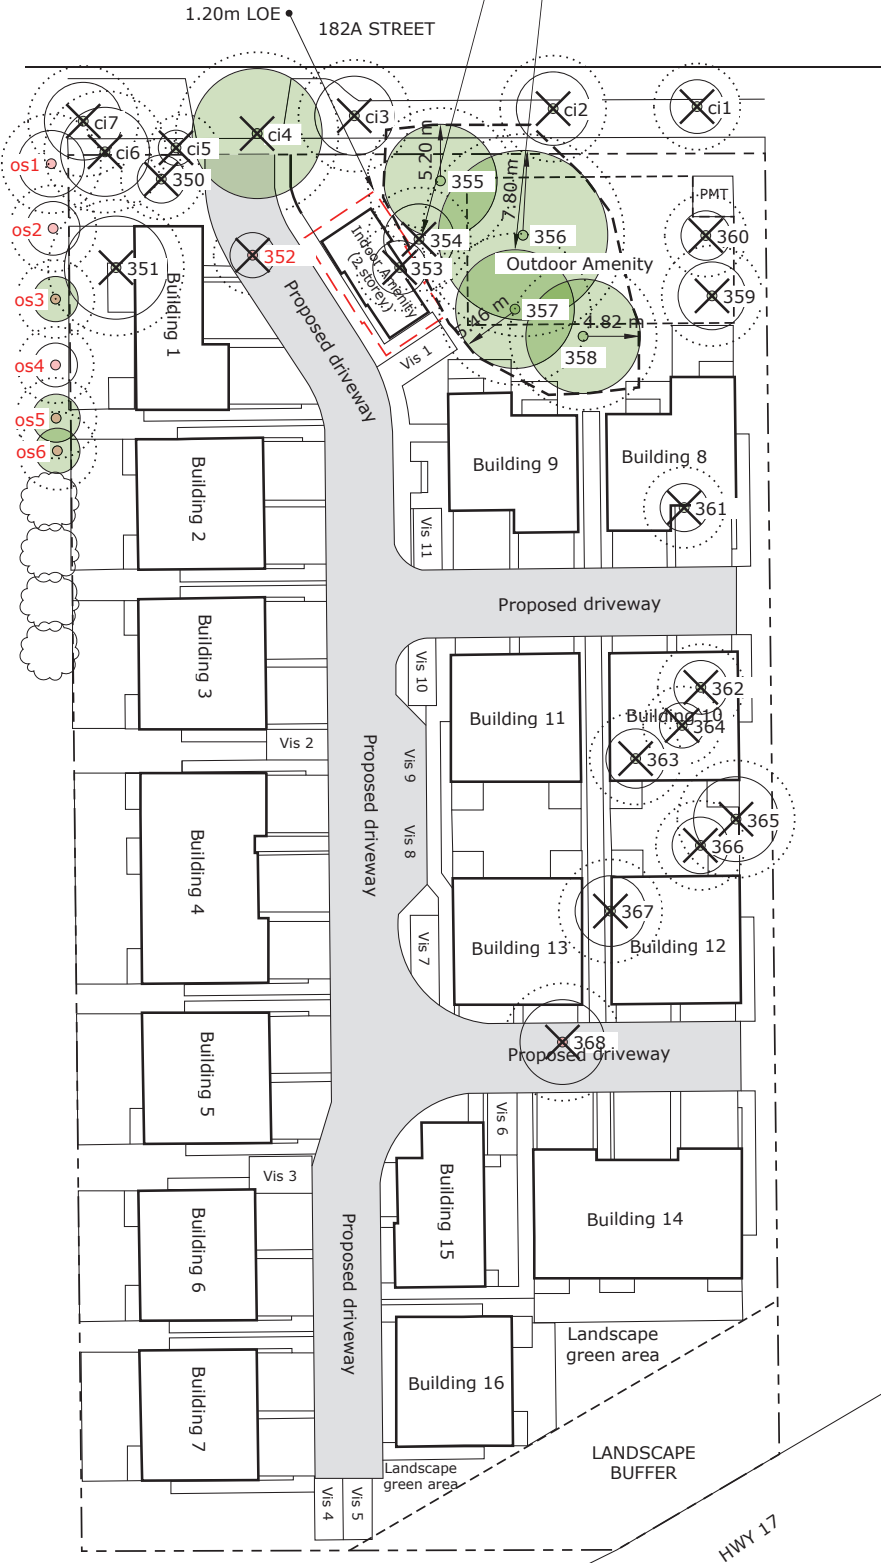 1.20m LOE
182A STREET
ci7
ci6
ci5
ci4
ci3
ci2
ci1
os1
350
5.20 m
355
7.80 m
PMT
os2
352
351
354
353
356
360
Outdoor Amenity
Indoor Amenity
(2 storey)
os3
Building 1
Proposed driveway
357
359
5.46 m
4.82 m
358
Vis 1
os4
os5
os6
Building 2
Building 9
Building 8
361
Vis 11
Proposed driveway
Building 3
Vis 10
362
Building 11
Building 10
364
363
Vis 2
Proposed driveway
Vis 9
Vis 8
365
366
Building 4
367
Vis 7
Building 13
Building 12
368
Proposed driveway
Building 5
Vis 6
Vis 3
Building 15
Building 14
Building 6
Proposed driveway
Landscape
green area
Building 7
Building 16
LANDSCAPE
BUFFER
Landscape
green area
Vis 4
Vis 5
HWY 17